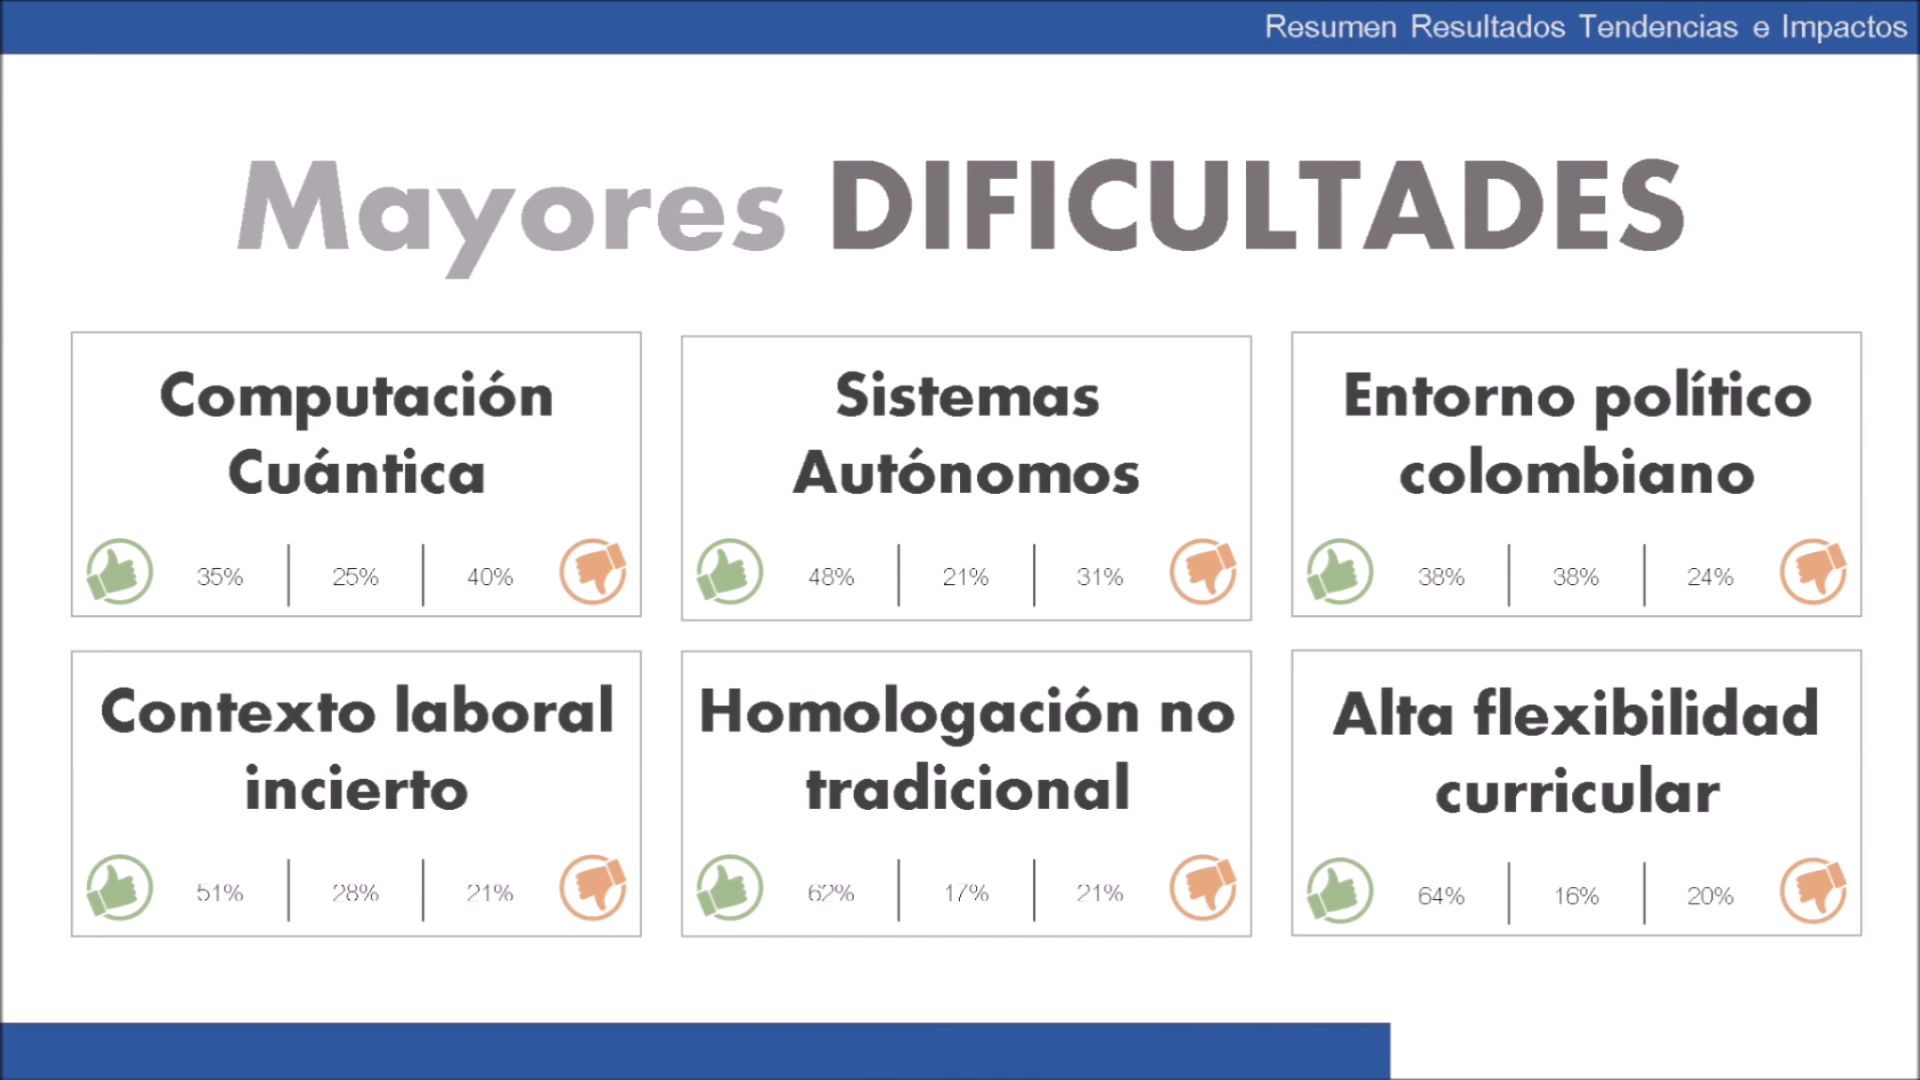 Resumen Resultados Tendencias e Impactos
Mayores DIFICULTADES
Computación
Cuántica
35% 25% 40%
Sistemas
Autónomos
48% 21% 31%
Entorno político
colombiano
38% 38% 24%
Contexto laboral
incierto
51% 28% 21%
Homologación no
tradicional
62% 17% 21%
Alta flexibilidad
curricular
64% 16% 20%